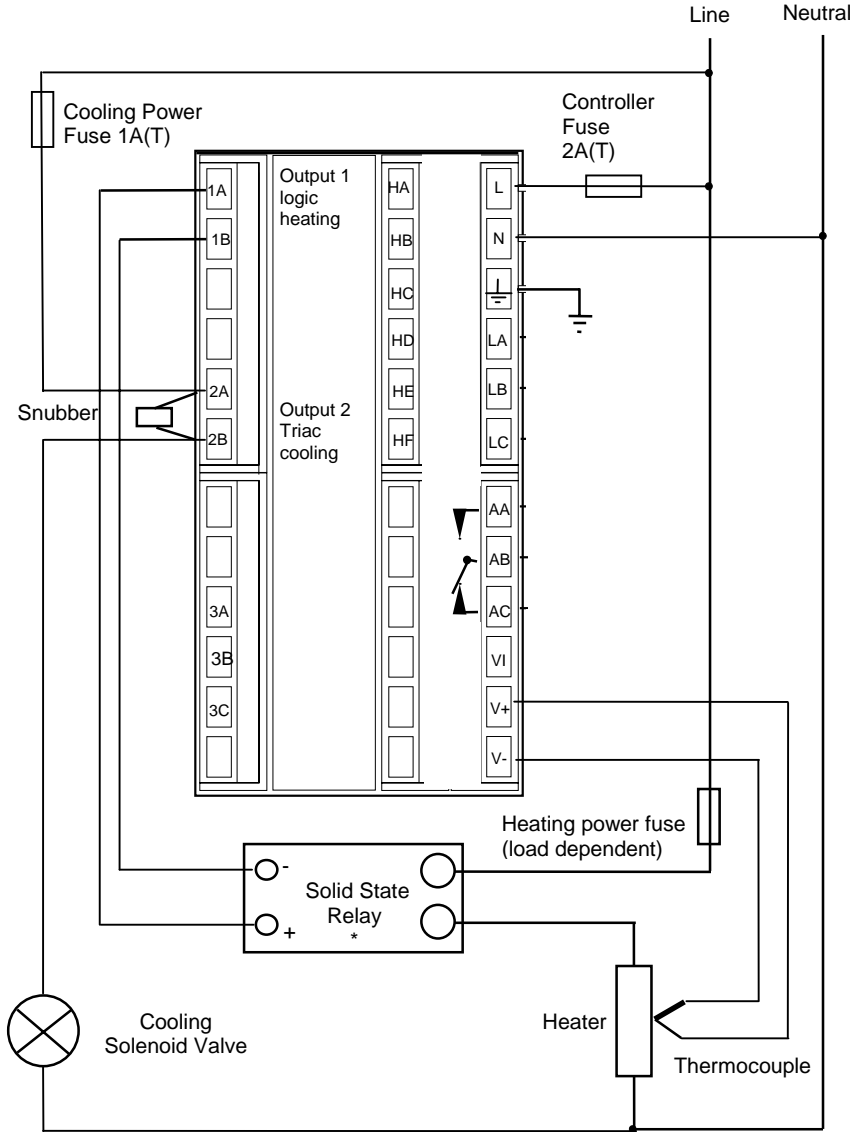 Line
Neutral
Cooling Power
Fuse 1A(T)
Controller
Fuse
2A(T)
1A
1B
2A
2B
3A
3B
3C
Output 1
logic
heating
Output 2
Triac
cooling
HA
HB
HC
HD
HE
HF
L
N
LA
LB
LC
AA
AB
AC
VI
V+
V-
Snubber
Heating power fuse
(load dependent)
-
+
Solid State
Relay
*
Cooling
Solenoid Valve
Heater
Thermocouple